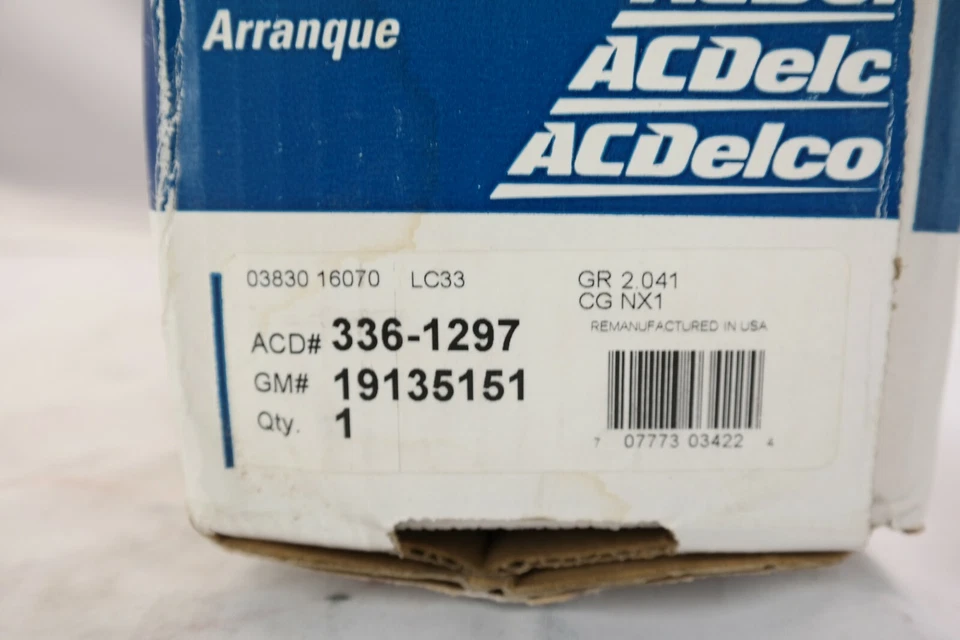 Arranque
ACDelc
ACDelco
03830 16070 LC33
GR 2.041
CG NX1
REMANUFACTURED IN USA
ACD# 336-1297
GM# 19135151
Qty. 1
7 07773 03422 4